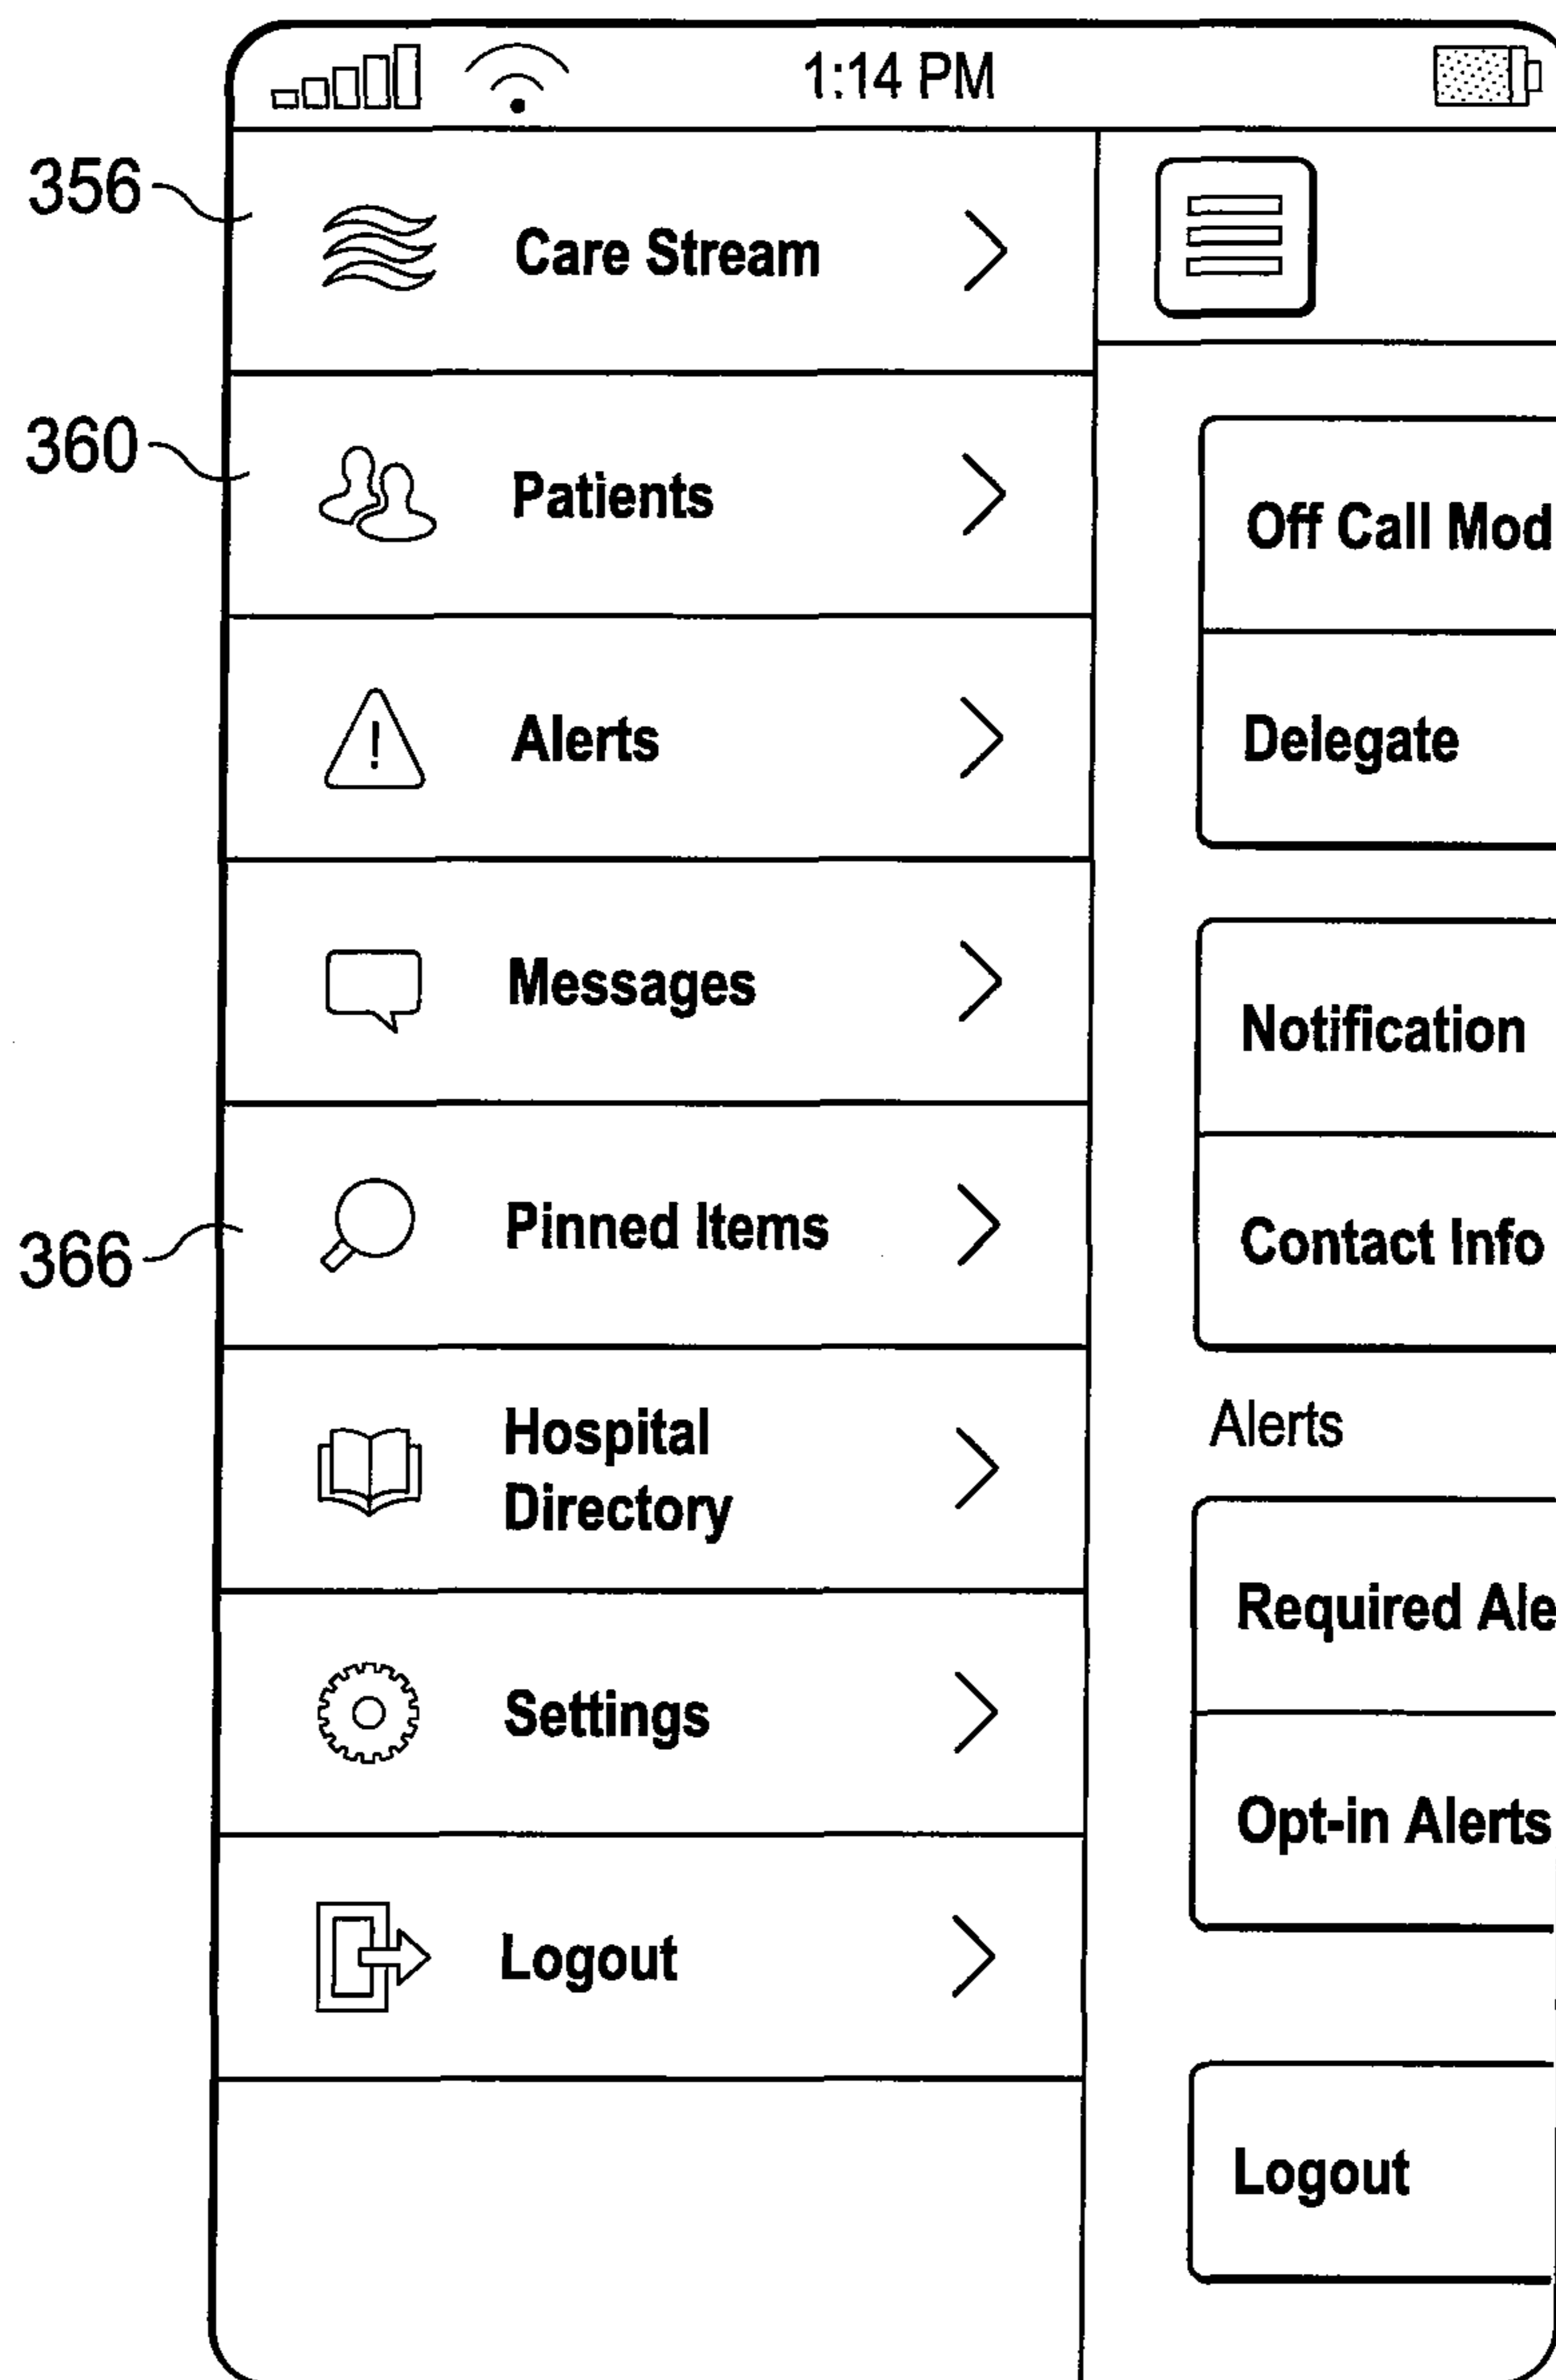 1:14 PM
356
Care Stream
360
Patients
Alerts
Messages
366
Pinned Items
Hospital
Directory
Settings
Logout
Off Call Mod
Delegate
Notification
Contact Info
Alerts
Required Ale
Opt-in Alerts
Logout